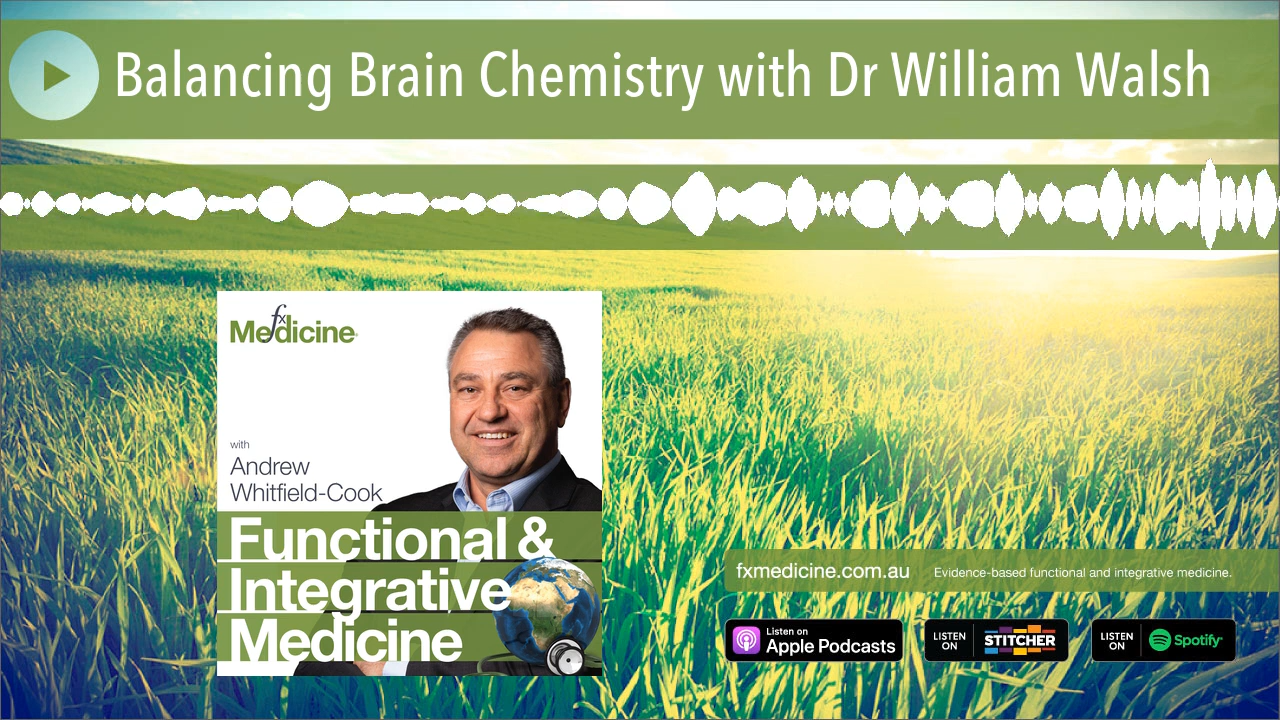 Balancing Brain Chemistry with Dr William Walsh
fx
Medicine
with
Andrew
Whitfield-Cook
Functional &
Integrative
Medicine
fxmedicine.com.au
Evidence-based functional and integrative medicine.
Listen on
Apple Podcasts
LISTEN
ON
STITCHER
LISTEN
ON
Spotify